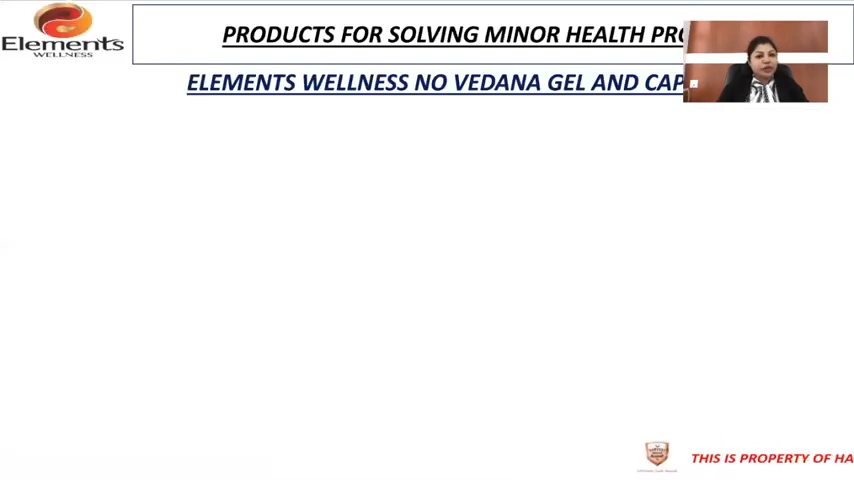 Elements
WELLNESS
PRODUCTS FOR SOLVING MINOR HEALTH PRO
ELEMENTS WELLNESS NO VEDANA GEL AND CAP
THIS IS PROPERTY OF HA